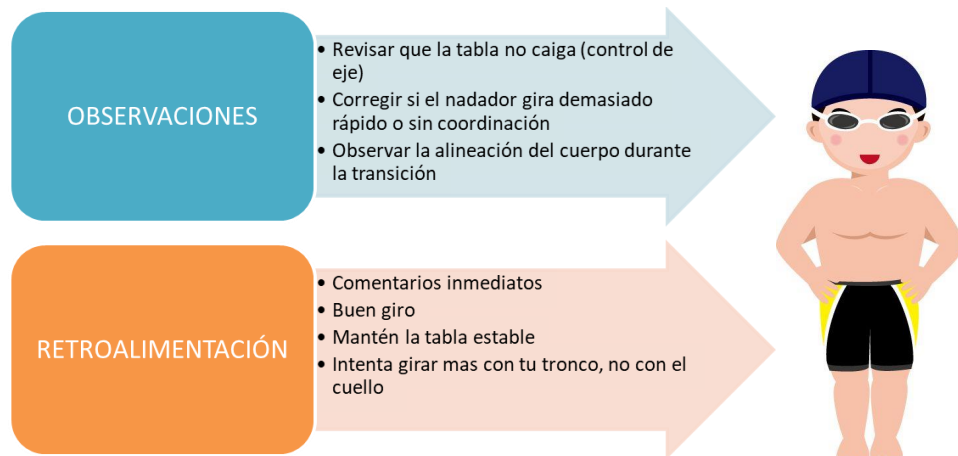 OBSERVACIONES
• Revisar que la tabla no caiga (control de
eje)
• Corregir si el nadador gira demasiado
rápido o sin coordinación
• Observar la alineación del cuerpo durante
la transición
RETROALIMENTACIÓN
• Comentarios inmediatos
• Buen giro
• Mantén la tabla estable
• Intenta girar mas con tu tronco, no con el
cuello